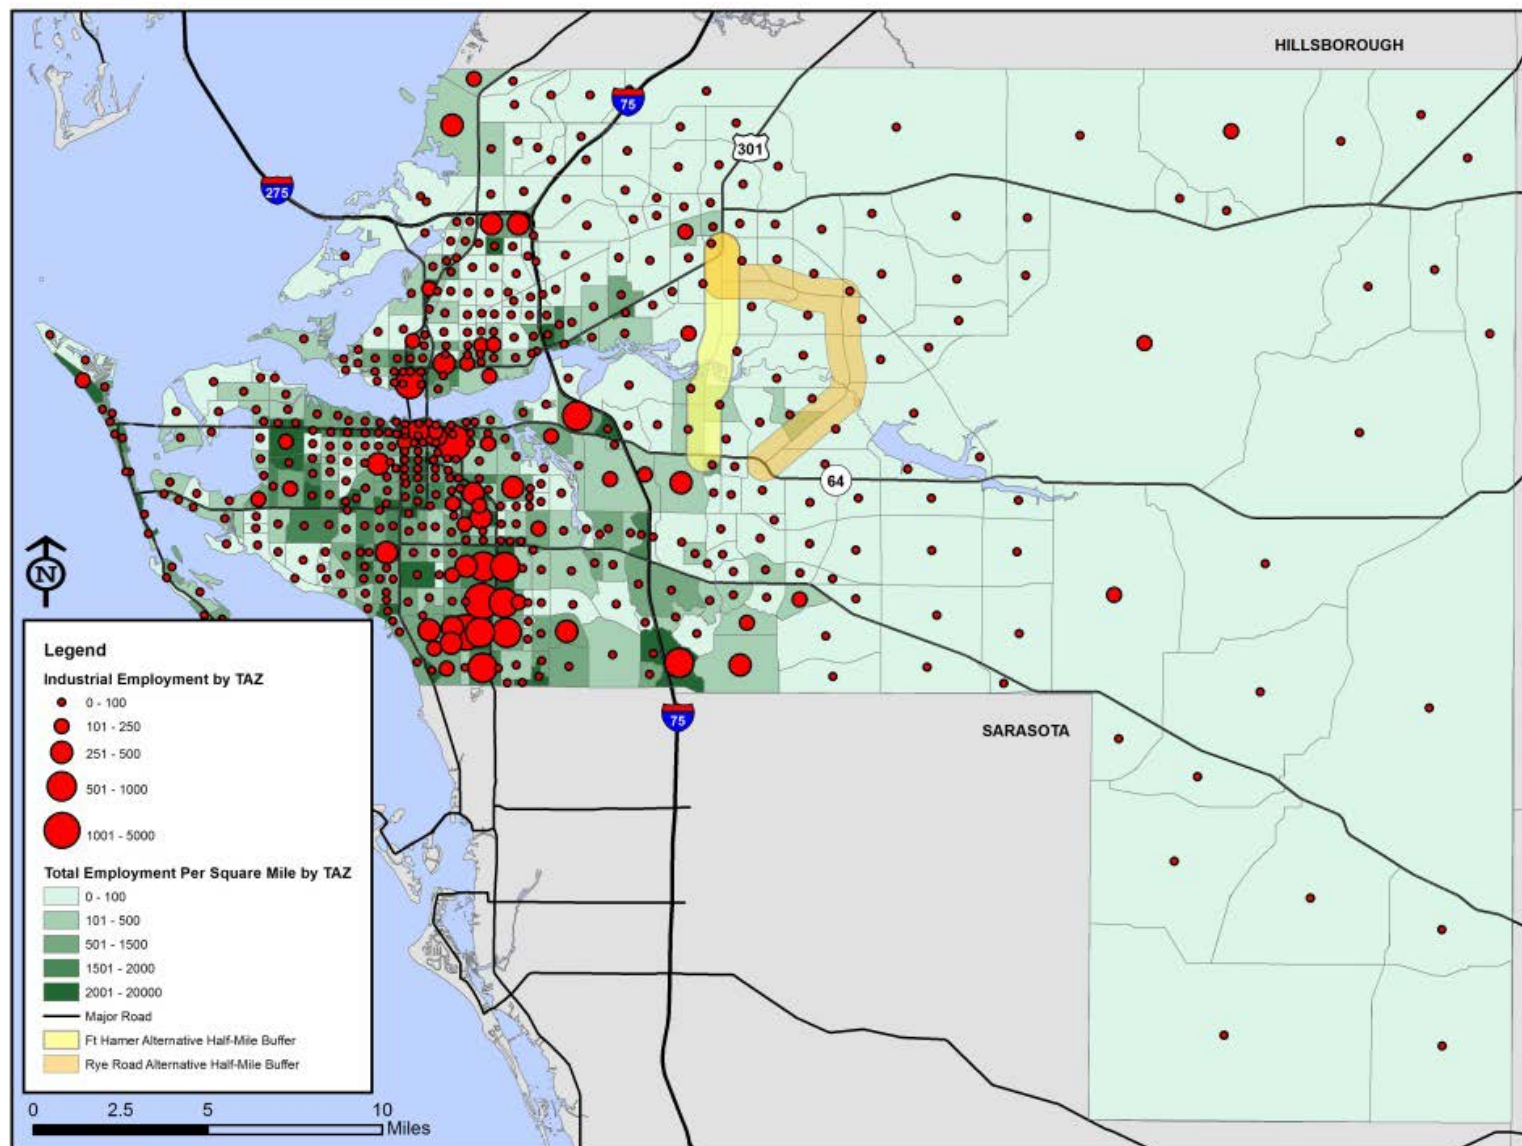 HILLSBOROUGH
75
301
275
64
N
Legend
Industrial Employment by TAZ
0 - 100
101 - 250
251 - 500
501 - 1000
1001 - 5000
Total Employment Per Square Mile by TAZ
0 - 100
101 - 500
501 - 1500
1501 - 2000
2001 - 20000
Major Road
Ft Hamer Alternative Half-Mile Buffer
Rye Road Alternative Half-Mile Buffer
75
SARASOTA
0 2.5 5 10
Miles